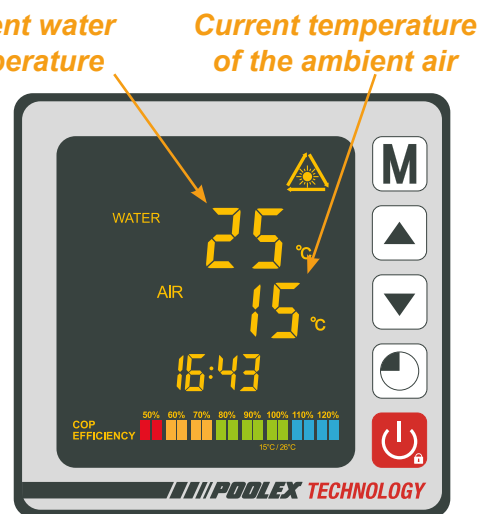 ent water
perature
Current temperature
of the ambient air
M
WATER
25 °C
AIR
15 °C
16:43
50% 60% 70% 80% 90% 100% 110% 120%
COP
EFFICIENCY
15°C / 26°C
POOLEX TECHNOLOGY